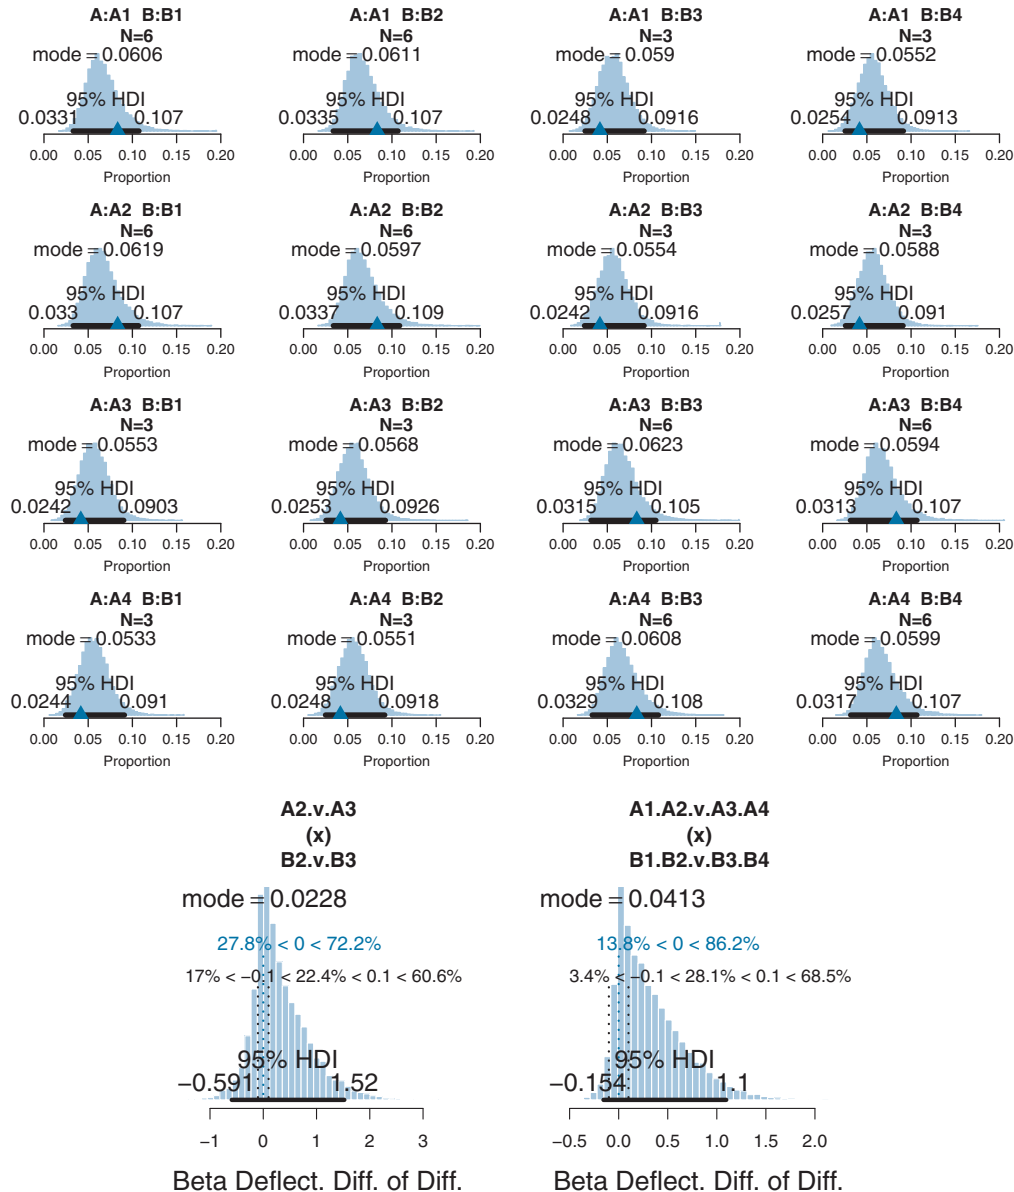 A:A1 B:B1 A:A1 B:B2 A:A1 B:B3 A:A1 B:B4
N=6 N=6 N=3 N=3
mode = 0.0606 mode = 0.0611 mode = 0.059 mode = 0.0552
95% HDI 95% HDI 95% HDI 95% HDI
0.0331 0.107 0.0335 0.107 0.0248 0.0916 0.0254 0.0913
0.00 0.05 0.10 0.15 0.20 0.00 0.05 0.10 0.15 0.20 0.00 0.05 0.10 0.15 0.20 0.00 0.05 0.10 0.15 0.20
Proportion Proportion Proportion Proportion
A:A2 B:B1 A:A2 B:B2 A:A2 B:B3 A:A2 B:B4
N=6 N=6 N=3 N=3
mode = 0.0619 mode = 0.0597 mode = 0.0554 mode = 0.0588
95% HDI 95% HDI 95% HDI 95% HDI
0.033 0.107 0.0337 0.109 0.0242 0.0916 0.0257 0.091
0.00 0.05 0.10 0.15 0.20 0.00 0.05 0.10 0.15 0.20 0.00 0.05 0.10 0.15 0.20 0.00 0.05 0.10 0.15 0.20
Proportion Proportion Proportion Proportion
A:A3 B:B1 A:A3 B:B2 A:A3 B:B3 A:A3 B:B4
N=3 N=3 N=6 N=6
mode = 0.0553 mode = 0.0568 mode = 0.0623 mode = 0.0594
95% HDI 95% HDI 95% HDI 95% HDI
0.0242 0.0903 0.0253 0.0926 0.0315 0.105 0.0313 0.107
0.00 0.05 0.10 0.15 0.20 0.00 0.05 0.10 0.15 0.20 0.00 0.05 0.10 0.15 0.20 0.00 0.05 0.10 0.15 0.20
Proportion Proportion Proportion Proportion
A:A4 B:B1 A:A4 B:B2 A:A4 B:B3 A:A4 B:B4
N=3 N=3 N=6 N=6
mode = 0.0533 mode = 0.0551 mode = 0.0608 mode = 0.0599
95% HDI 95% HDI 95% HDI 95% HDI
0.0244 0.091 0.0248 0.0918 0.0329 0.108 0.0317 0.107
0.00 0.05 0.10 0.15 0.20 0.00 0.05 0.10 0.15 0.20 0.00 0.05 0.10 0.15 0.20 0.00 0.05 0.10 0.15 0.20
Proportion Proportion Proportion Proportion
A2.v.A3 A1.A2.v.A3.A4
(x) (x)
B2.v.B3 B1.B2.v.B3.B4
mode = 0.0228 mode = 0.0413
27.8% < 0 < 72.2% 13.8% < 0 < 86.2%
17% < −0.1 < 22.4% < 0.1 < 60.6% 3.4% < −0.1 < 28.1% < 0.1 < 68.5%
95% HDI 95% HDI
−0.591 1.52 −0.154 1.1
−1 0 1 2 3 −0.5 0.0 0.5 1.0 1.5 2.0
Beta Deflect. Diff. of Diff. Beta Deflect. Diff. of Diff.